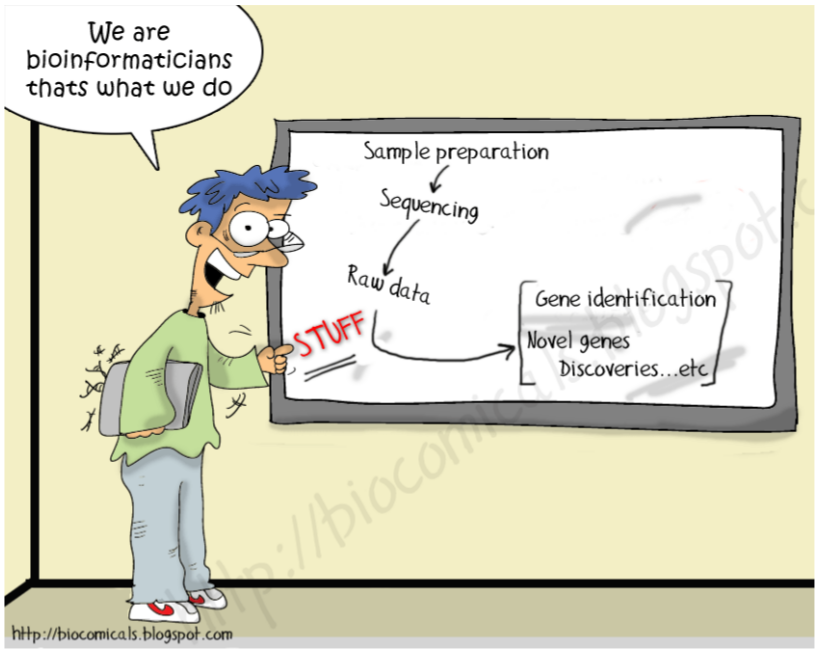 We are
bioinformaticians
thats what we do
Sample preparation
Sequencing
Raw data
STUFF
Gene identification
Novel genes
Discoveries...etc
http://biocomicals.blogspot.com
http://biocomicals.blogspot.c